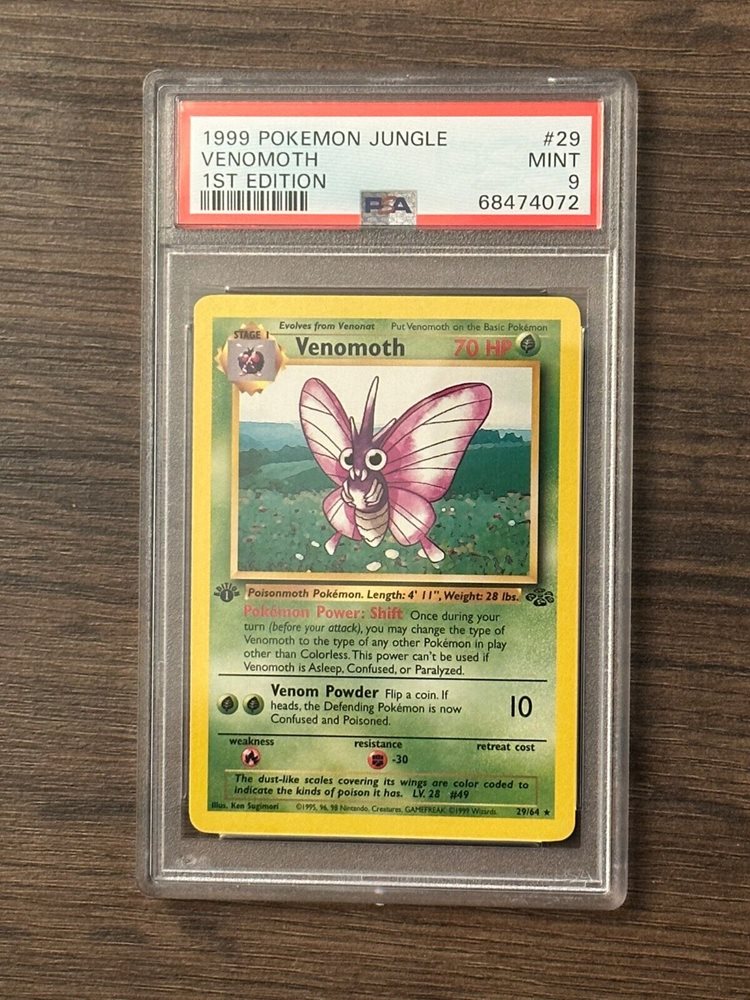 1999 POKEMON JUNGLE #29
VENOMOTH MINT
1ST EDITION 9
PSA 68474072
STAGE 1 Evolves from Venonat Put Venomoth on the Basic Pokémon
Venomoth 70 HP
EDITION 1
Poisonmoth Pokémon. Length: 4' 11", Weight: 28 lbs.
Pokémon Power: Shift Once during your
turn (before your attack), you may change the type of
Venomoth to the type of any other Pokémon in play
other than Colorless. This power can't be used if
Venomoth is Asleep, Confused, or Paralyzed.
Venom Powder Flip a coin. If
heads, the Defending Pokémon is now
Confused and Poisoned.
10
weakness resistance retreat cost
-30
The dust-like scales covering its wings are color coded to
indicate the kinds of poison it has. LV. 28 #49
Illus. Ken Sugimori ©1995, 96, 98 Nintendo, Creatures, GAMEFREAK. ©1999 Wizards. 29/64 ★